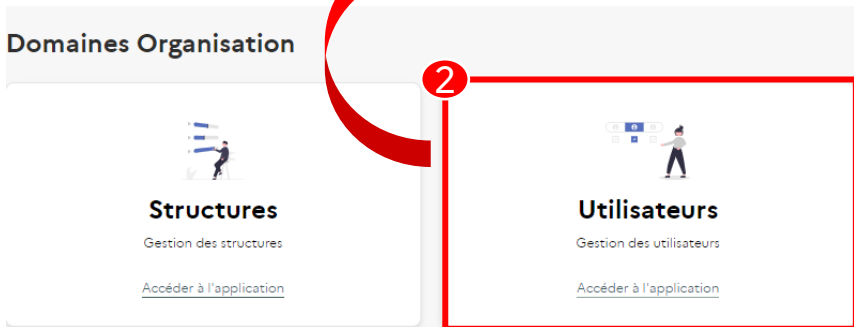 Domaines Organisation
2
Structures
Gestion des structures
Accéder à l'application
Utilisateurs
Gestion des utilisateurs
Accéder à l'application